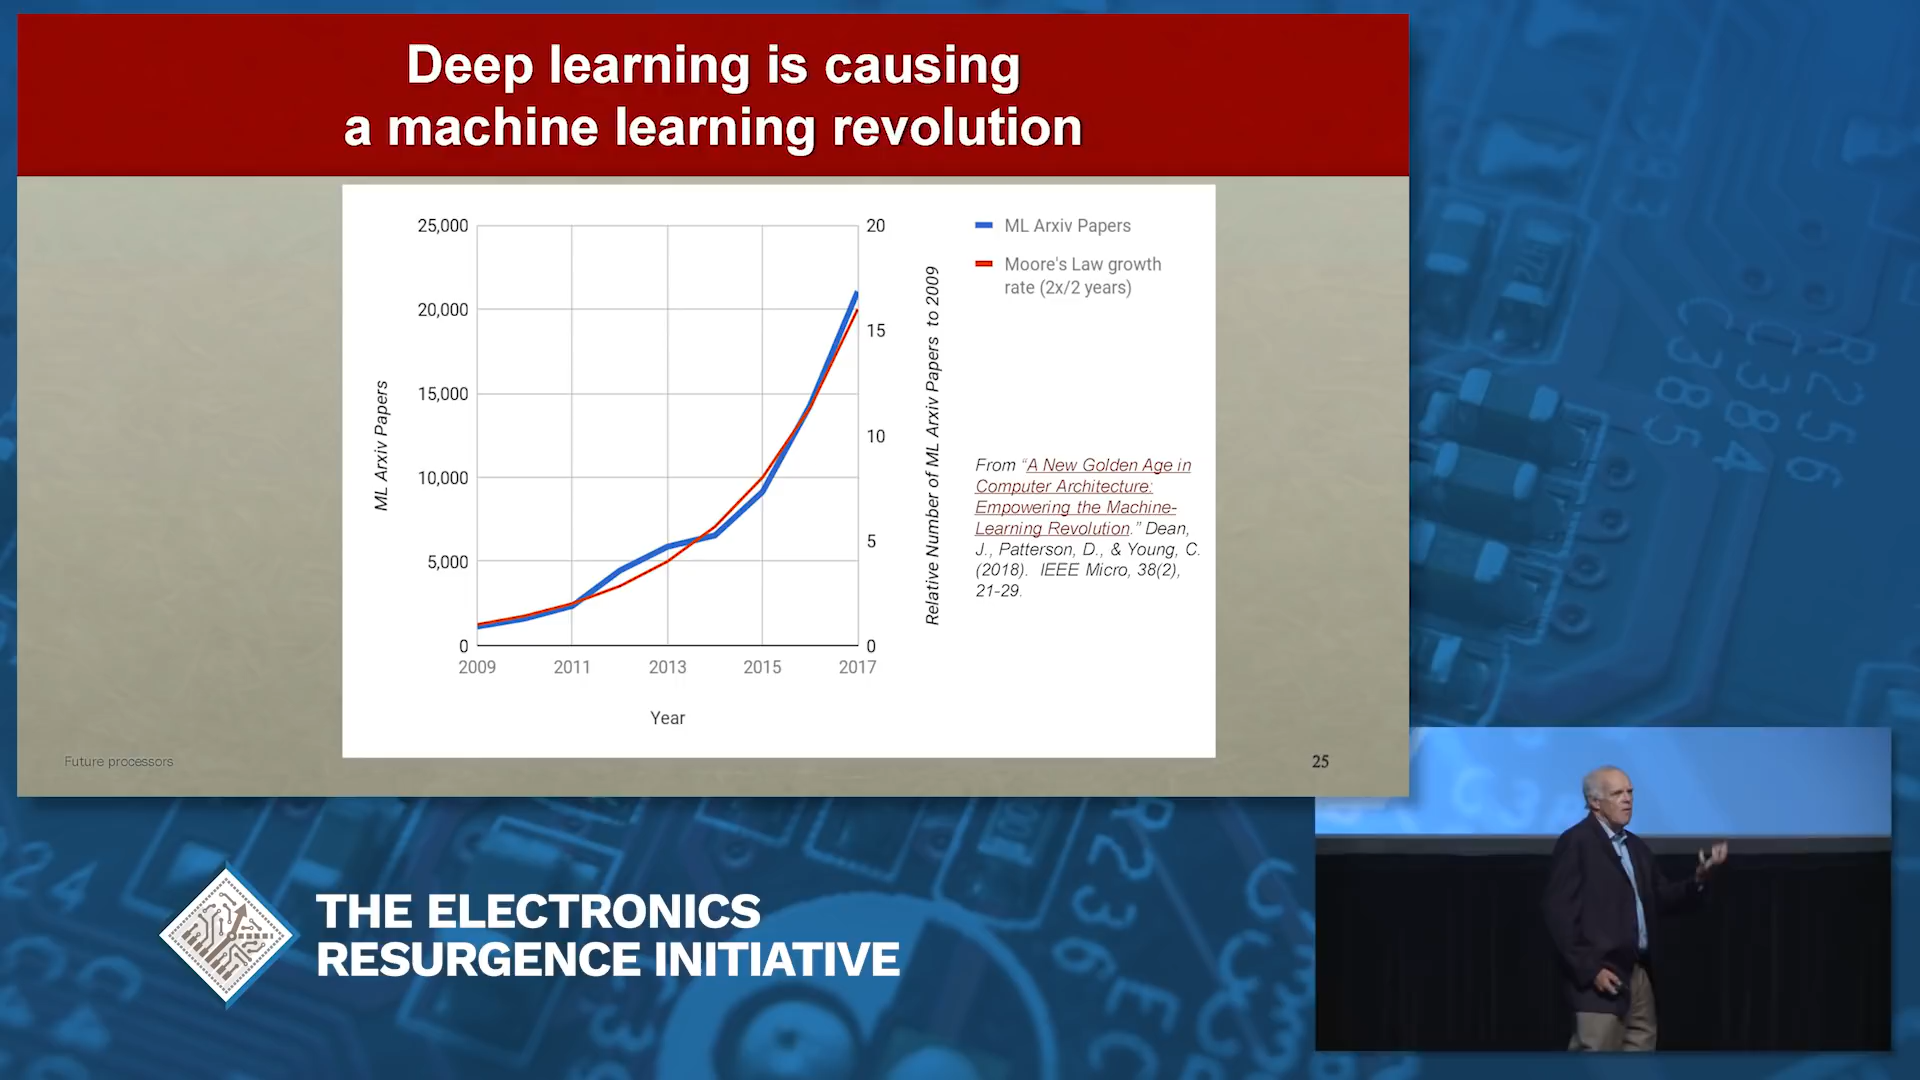 Deep learning is causing
a machine learning revolution
25,000
20,000
15,000
10,000
5,000
0
ML Arxiv Papers
20
15
10
5
0
Relative Number of ML Arxiv Papers to 2009
2009 2011 2013 2015 2017
Year
ML Arxiv Papers
Moore's Law growth
rate (2x/2 years)
From “A New Golden Age in
Computer Architecture:
Empowering the Machine-
Learning Revolution.” Dean,
J., Patterson, D., & Young, C.
(2018). IEEE Micro, 38(2),
21-29.
Future processors
25
THE ELECTRONICS
RESURGENCE INITIATIVE
R256
C384
C385
R236